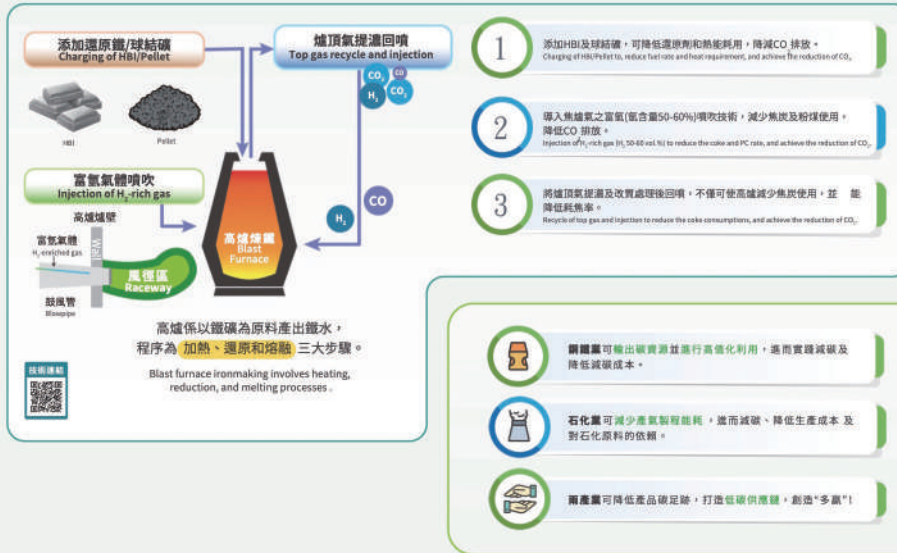 添加還原鐵/球結礦
Charging of HBI/Pellet
HBI
Pellet
爐頂氣提濃回噴
Top gas recycle and injection
CO₂
CO
H₂
CO₂
富氫氣體噴吹
Injection of H₂-rich gas
高爐爐壁
Wall
富氫氣體
H₂-enriched gas
風徑區
Raceway
鼓風管
Blowpipe
高爐煉鐵
Blast
Furnace
H₂
CO
高爐係以鐵礦為原料產出鐵水，
程序為 加熱、還原和熔融 三大步驟。
Blast furnace ironmaking involves heating,
reduction, and melting processes .
技術連結
1
添加HBI及球結礦，可降低還原劑和熱能耗用，降減CO 排放。
Charging of HBI/Pellet to, reduce fuel rate and heat requirement, and achieve the reduction of CO₂.
2
導入焦爐氣之富氫(氫含量50-60%)噴吹技術，減少焦炭及粉煤使用，
降低CO 排放。
Injection of H₂-rich gas (H₂ 50-60 vol.%) to reduce the coke and PC rate, and achieve the reduction of CO₂.
3
將爐頂氣提濃及改質處理後回噴，不僅可使高爐減少焦炭使用，並 能
降低耗焦率。
Recycle of top gas and injection to reduce the coke consumptions, and achieve the reduction of CO₂.
鋼鐵業可輸出碳資源並進行高值化利用，進而實踐減碳及
降低減碳成本。
石化業可減少產氣製程能耗，進而減碳、降低生產成本 及
對石化原料的依賴。
兩產業可降低產品碳足跡，打造低碳供應鏈，創造“多贏”!